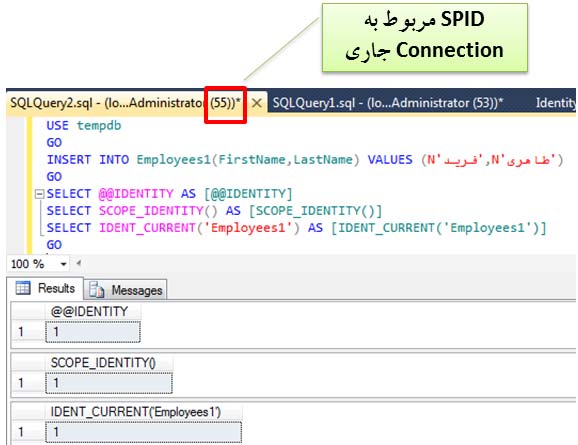 SPID مربوط به
Connection جاری
SQLQuery2.sql - (lo...Administrator (55))* SQLQuery1.sql - (lo...Administrator (53))* Identity
USE tempdb
GO
INSERT INTO Employees1(FirstName,LastName) VALUES (N'فرید',N'طاهری')
GO
SELECT @@IDENTITY AS [@@IDENTITY]
SELECT SCOPE_IDENTITY() AS [SCOPE_IDENTITY()]
SELECT IDENT_CURRENT('Employees1') AS [IDENT_CURRENT('Employees1')]
GO
100 %
Results Messages
@@IDENTITY
1 1
SCOPE_IDENTITY()
1 1
IDENT_CURRENT('Employees1')
1 1